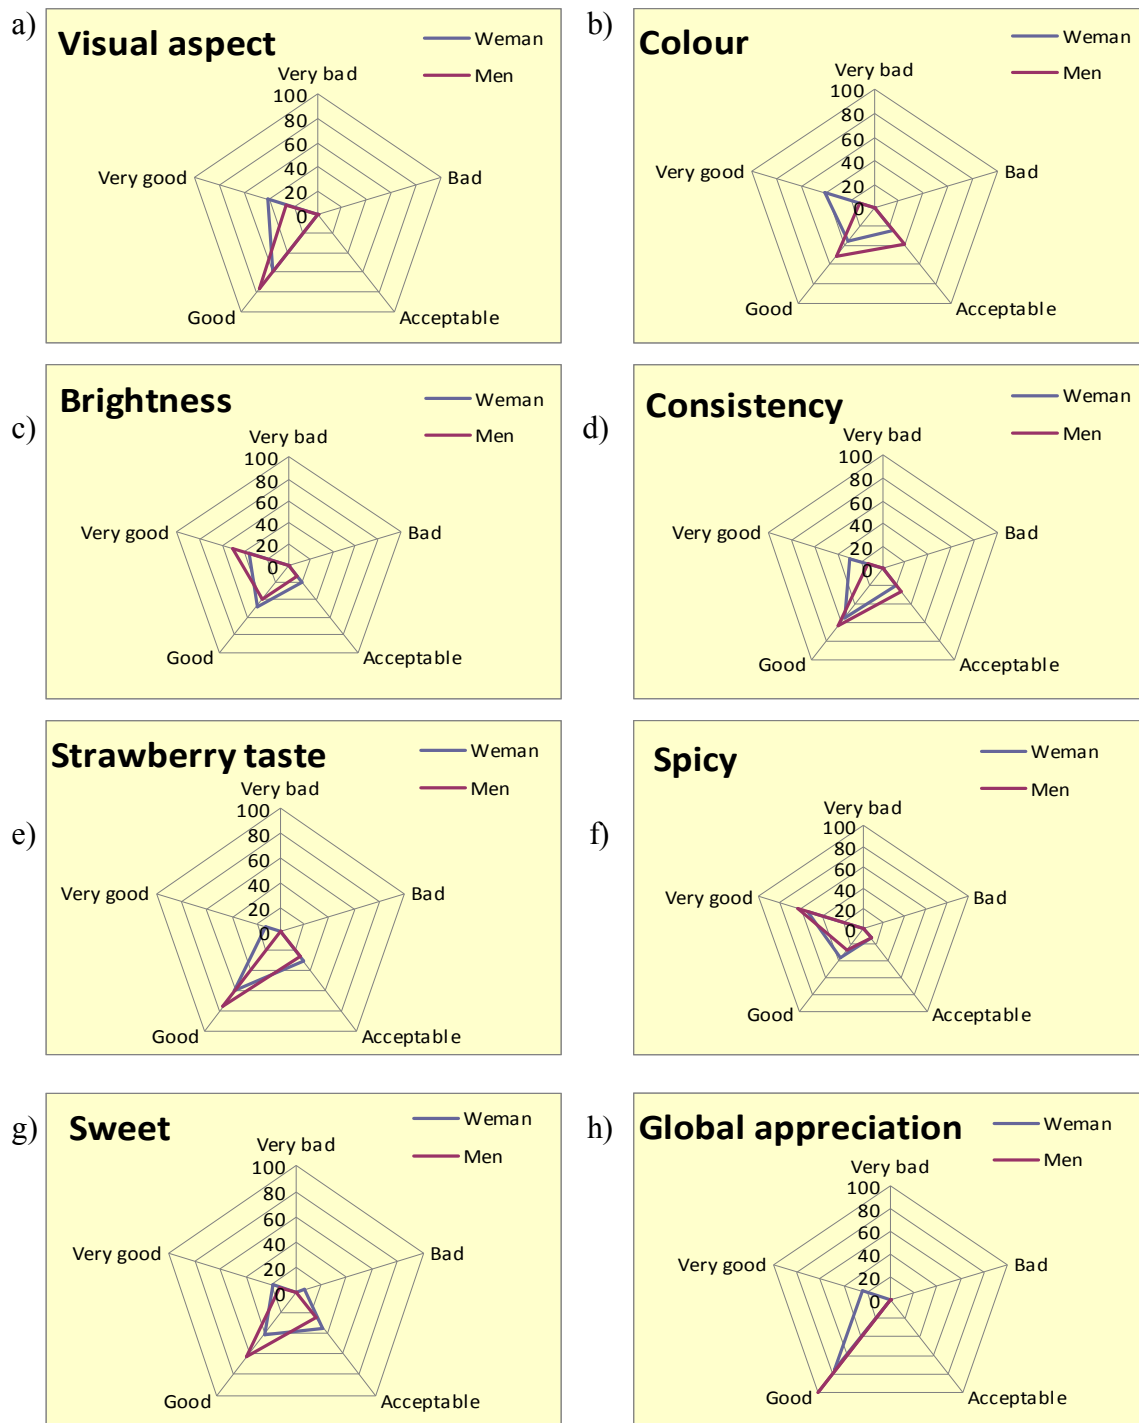 a)
Visual aspect
Weman
Men
Very bad
100
80
60
40
20
0
Very good
Bad
Good
Acceptable
b)
Colour
Weman
Men
Very bad
100
80
60
40
20
0
Very good
Bad
Good
Acceptable
c)
Brightness
Weman
Men
Very bad
100
80
60
40
20
0
Very good
Bad
Good
Acceptable
d)
Consistency
Weman
Men
Very bad
100
80
60
40
20
0
Very good
Bad
Good
Acceptable
e)
Strawberry taste
Weman
Men
Very bad
100
80
60
40
20
0
Very good
Bad
Good
Acceptable
f)
Spicy
Weman
Men
Very bad
100
80
60
40
20
0
Very good
Bad
Good
Acceptable
g)
Sweet
Weman
Men
Very bad
100
80
60
40
20
0
Very good
Bad
Good
Acceptable
h)
Global appreciation
Weman
Men
Very bad
100
80
60
40
20
0
Very good
Bad
Good
Acceptable